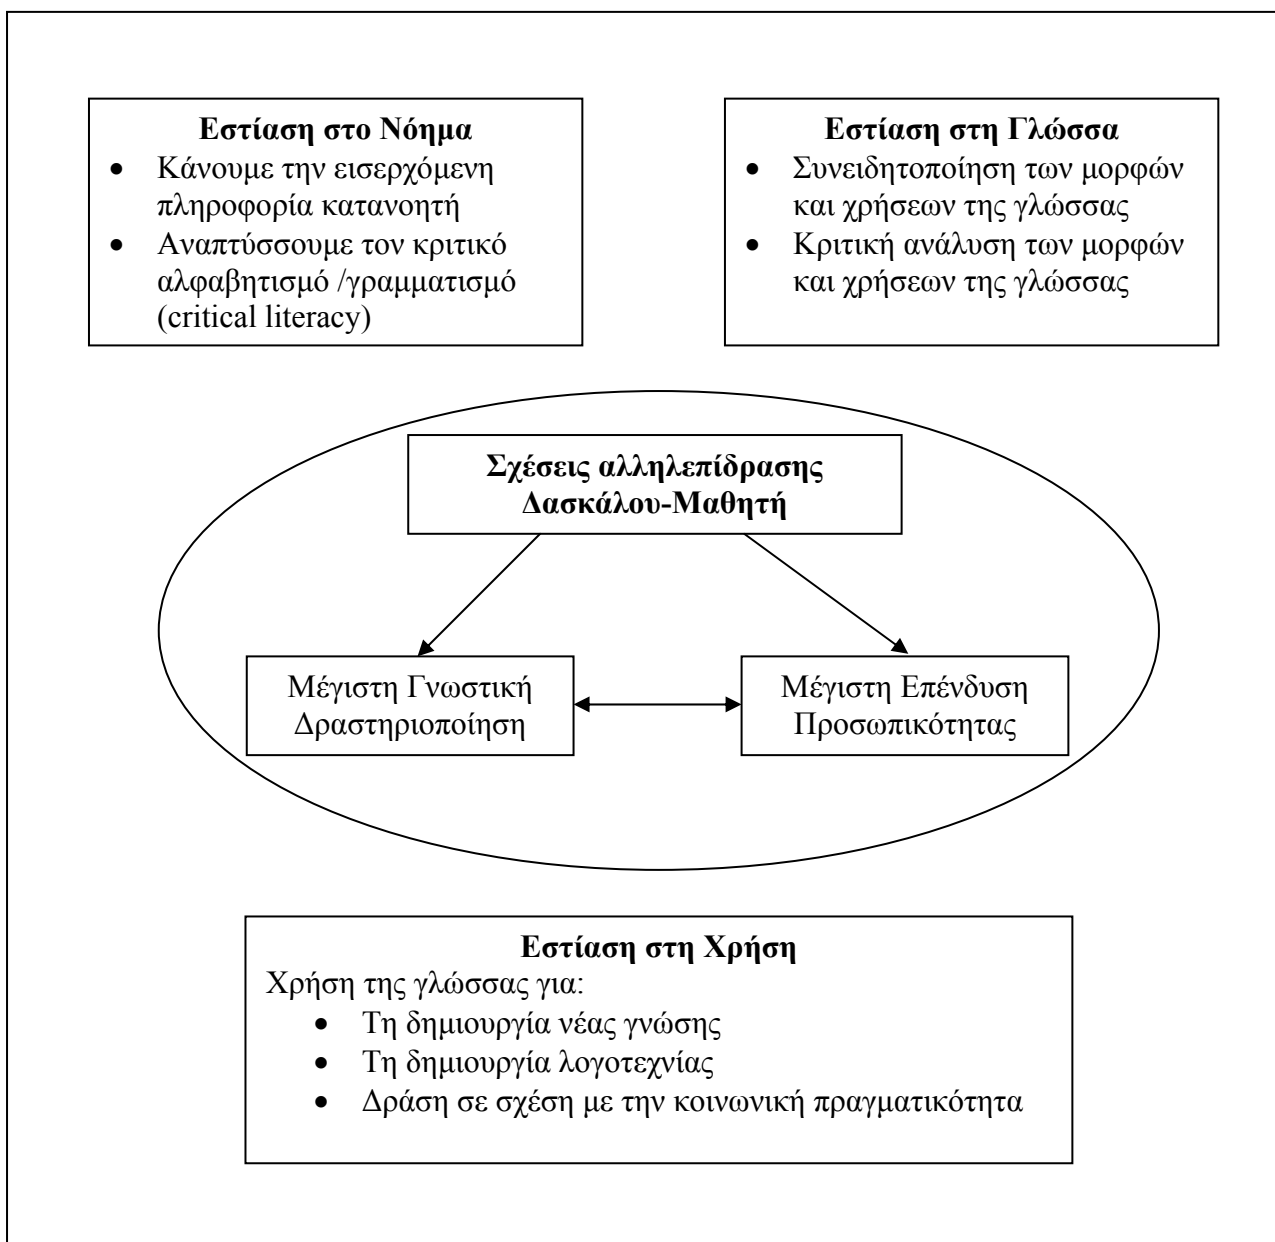 Εστίαση στο Νόημα
• Κάνουμε την εισερχόμενη
πληροφορία κατανοητή
• Αναπτύσσουμε τον κριτικό
αλφαβητισμό /γραμματισμό
(critical literacy)
Εστίαση στη Γλώσσα
• Συνειδητοποίηση των μορφών
και χρήσεων της γλώσσας
• Κριτική ανάλυση των μορφών
και χρήσεων της γλώσσας
Σχέσεις αλληλεπίδρασης
Δασκάλου-Μαθητή
Μέγιστη Γνωστική
Δραστηριοποίηση
Μέγιστη Επένδυση
Προσωπικότητας
Εστίαση στη Χρήση
Χρήση της γλώσσας για:
• Τη δημιουργία νέας γνώσης
• Τη δημιουργία λογοτεχνίας
• Δράση σε σχέση με την κοινωνική πραγματικότητα